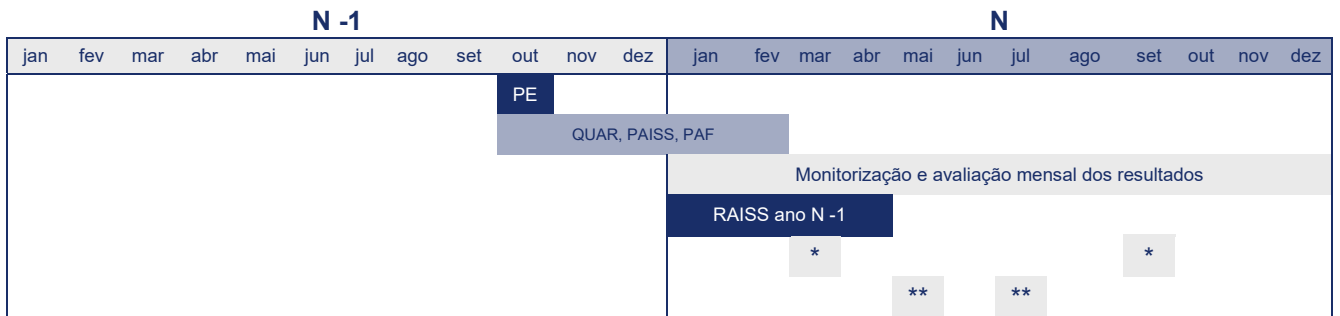 N -1 N
jan fev mar abr mai jun jul ago set out nov dez jan fev mar abr mai jun jul ago set out nov dez
PE
QUAR, PAISS, PAF
Monitorização e avaliação mensal dos resultados
RAISS ano N -1
* *
** **